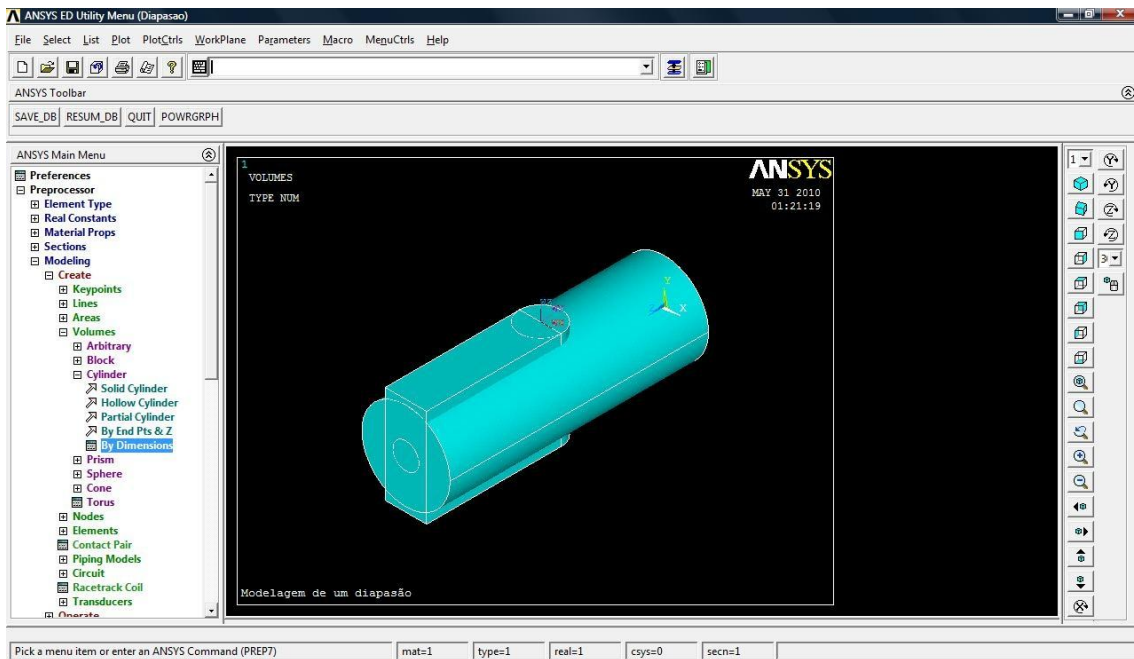 ANSYS ED Utility Menu (Diapasao)
File Select List Plot PlotCtrls WorkPlane Parameters Macro MenuCtrls Help
ANSYS Toolbar
SAVE_DB RESUM_DB QUIT POWRGRPH
ANSYS Main Menu
Preferences
Preprocessor
Element Type
Real Constants
Material Props
Sections
Modeling
Create
Keypoints
Lines
Areas
Volumes
Arbitrary
Block
Cylinder
Solid Cylinder
Hollow Cylinder
Partial Cylinder
By End Pts & Z
By Dimensions
Prism
Sphere
Cone
Torus
Nodes
Elements
Contact Pair
Piping Models
Circuit
Racetrack Coil
Transducers
Operate
1
VOLUMES
TYPE NUM
ANSYS
MAY 31 2010
01:21:19
Y
Z X
Modelagem de um diapasão
1
Pick a menu item or enter an ANSYS Command (PREP7) mat=1 type=1 real=1 csys=0 secn=1